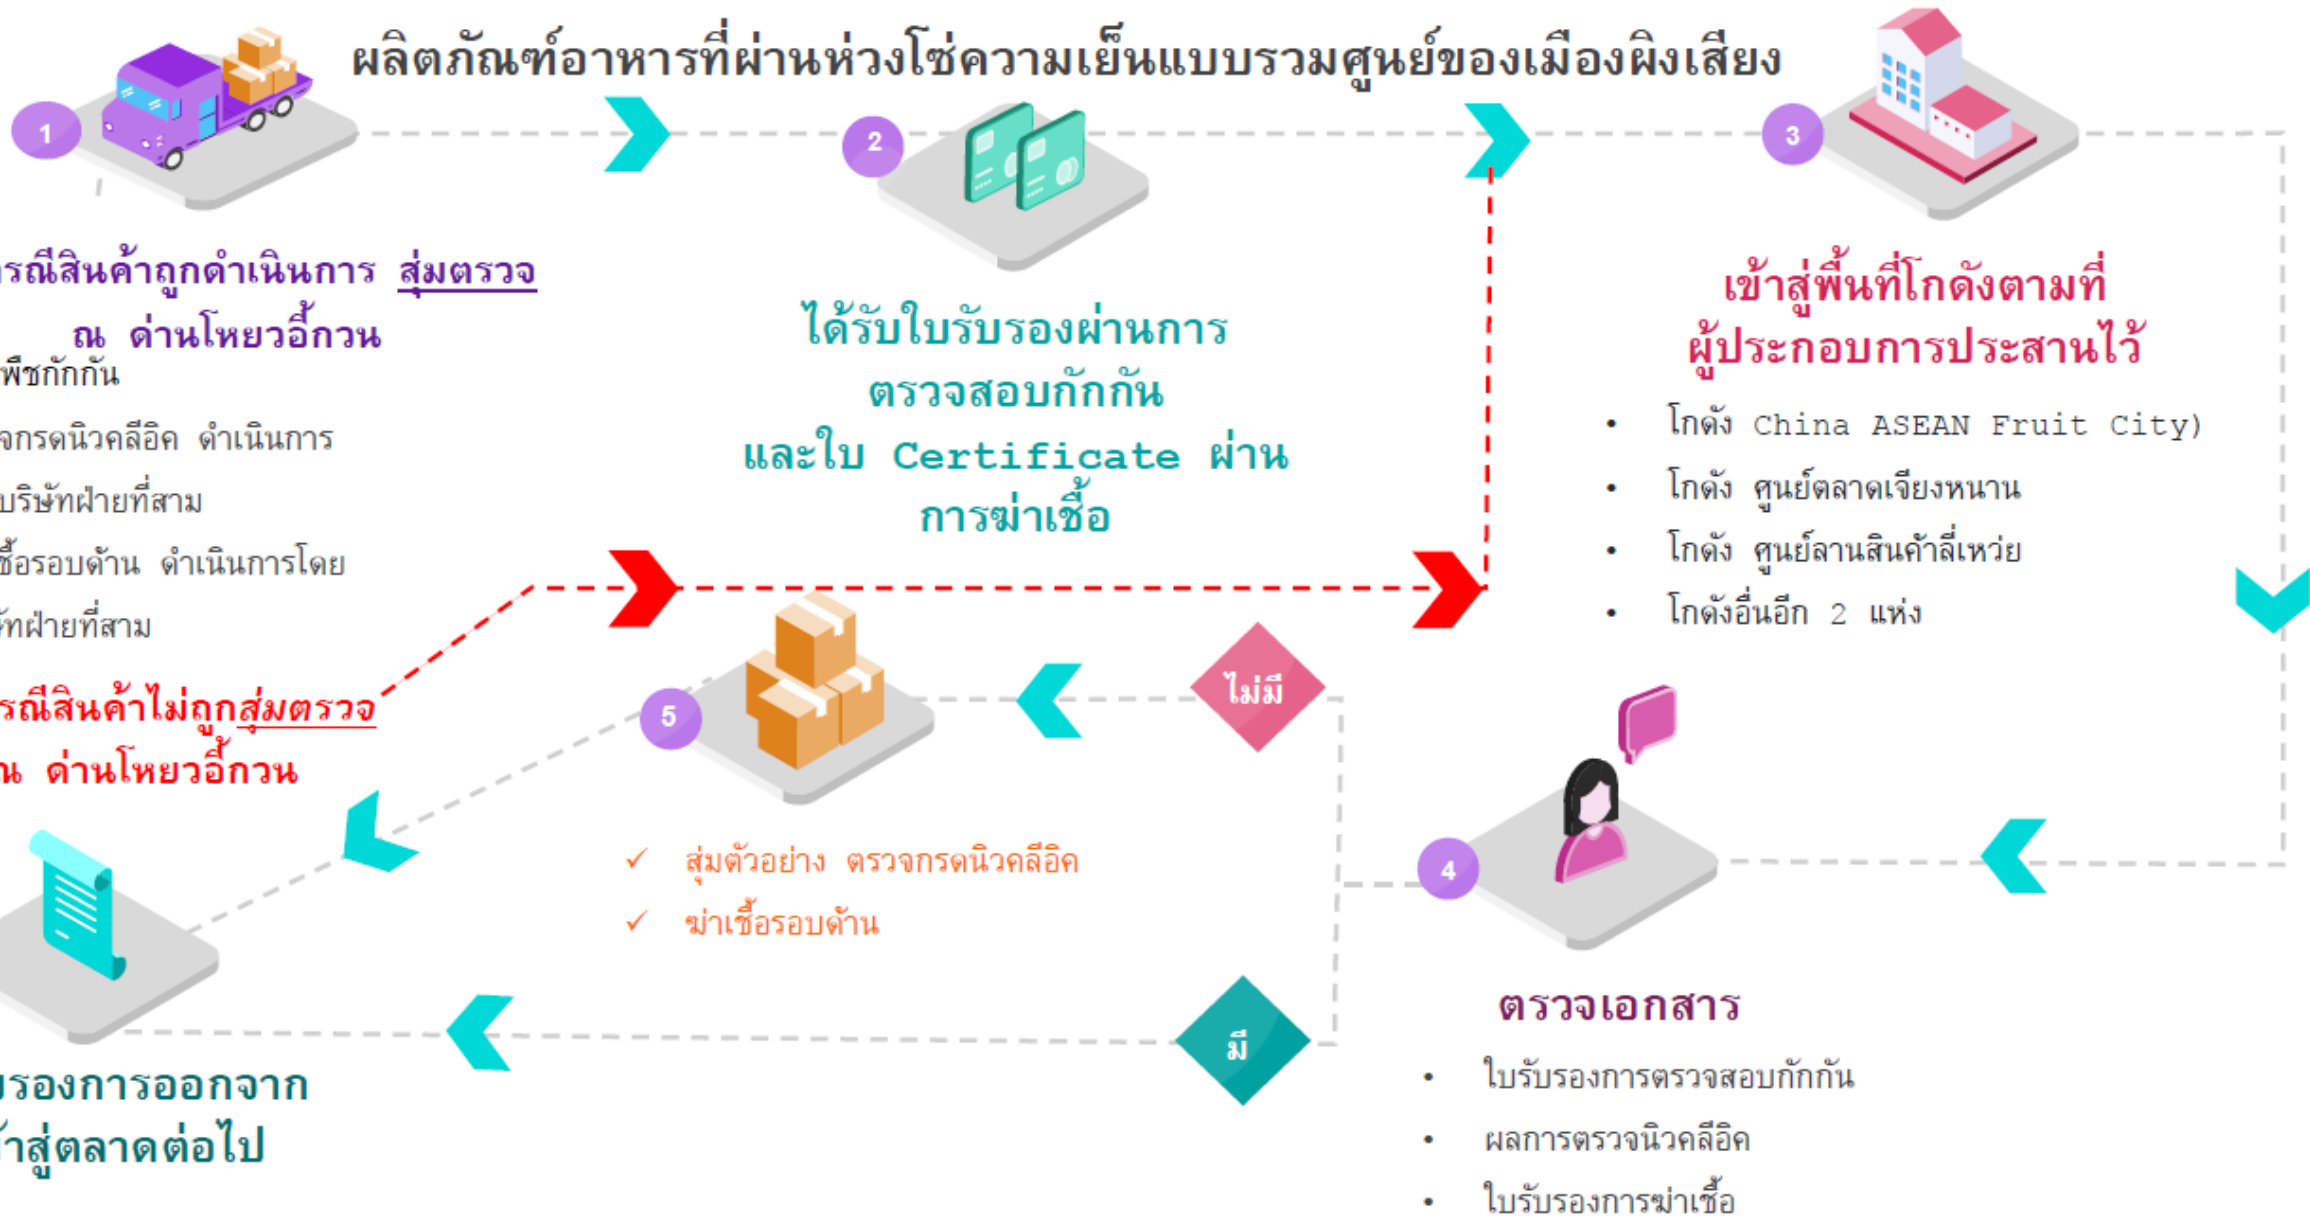 ผลิตภัณฑ์อาหารที่ผ่านห่วงโซ่ความเย็นแบบรวมศูนย์ของเมืองผิงเสียง
1
2
3
รณีสินค้าถูกดำเนินการ สุ่มตรวจ
ณ ด่านโหยวอี้กวน
พืชกักกัน
จกรดนิวคลีอิค ดำเนินการ
บริษัทฝ่ายที่สาม
ชื้อรอบด้าน ดำเนินการโดย
ัทฝ่ายที่สาม
รณีสินค้าไม่ถูกสุ่มตรวจ
ณ ด่านโหยวอี้กวน
ได้รับใบรับรองผ่านการ
ตรวจสอบกักกัน
และใบ Certificate ผ่าน
การฆ่าเชื้อ
เข้าสู่พื้นที่โกดังตามที่
ผู้ประกอบการประสานไว้
• โกดัง China ASEAN Fruit City)
• โกดัง ศูนย์ตลาดเจียงหนาน
• โกดัง ศูนย์ลานสินค้าลี่เหว่ย
• โกดังอื่นอีก 2 แห่ง
4
ตรวจเอกสาร
• ใบรับรองการตรวจสอบกักกัน
• ผลการตรวจนิวคลีอิค
• ใบรับรองการฆ่าเชื้อ
ไม่มี
มี
5
✓ สุ่มตัวอย่าง ตรวจกรดนิวคลีอิค
✓ ฆ่าเชื้อรอบด้าน
รองการออกจาก
าสู่ตลาดต่อไป